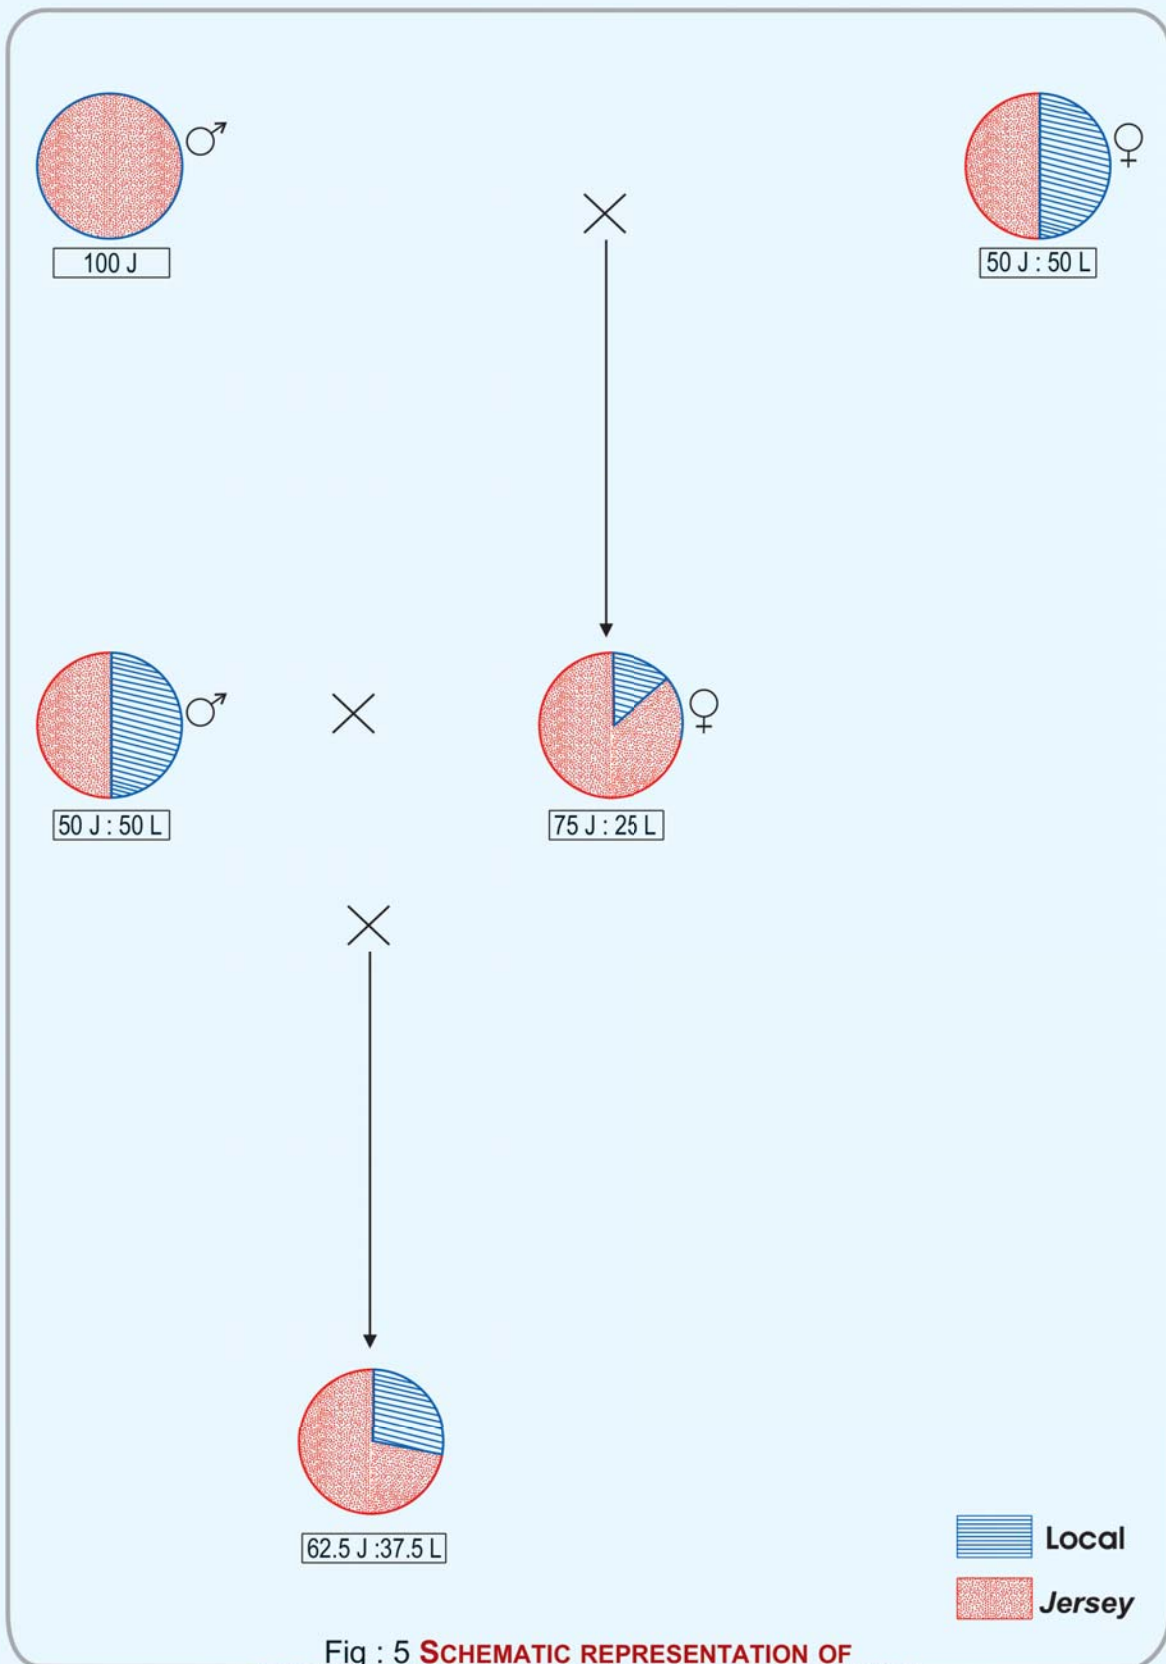 100 J
50 J : 50 L
50 J : 50 L
75 J : 25 L
62.5 J :37.5 L
Local
Jersey
Fig : 5 SCHEMATIC REPRESENTATION OF